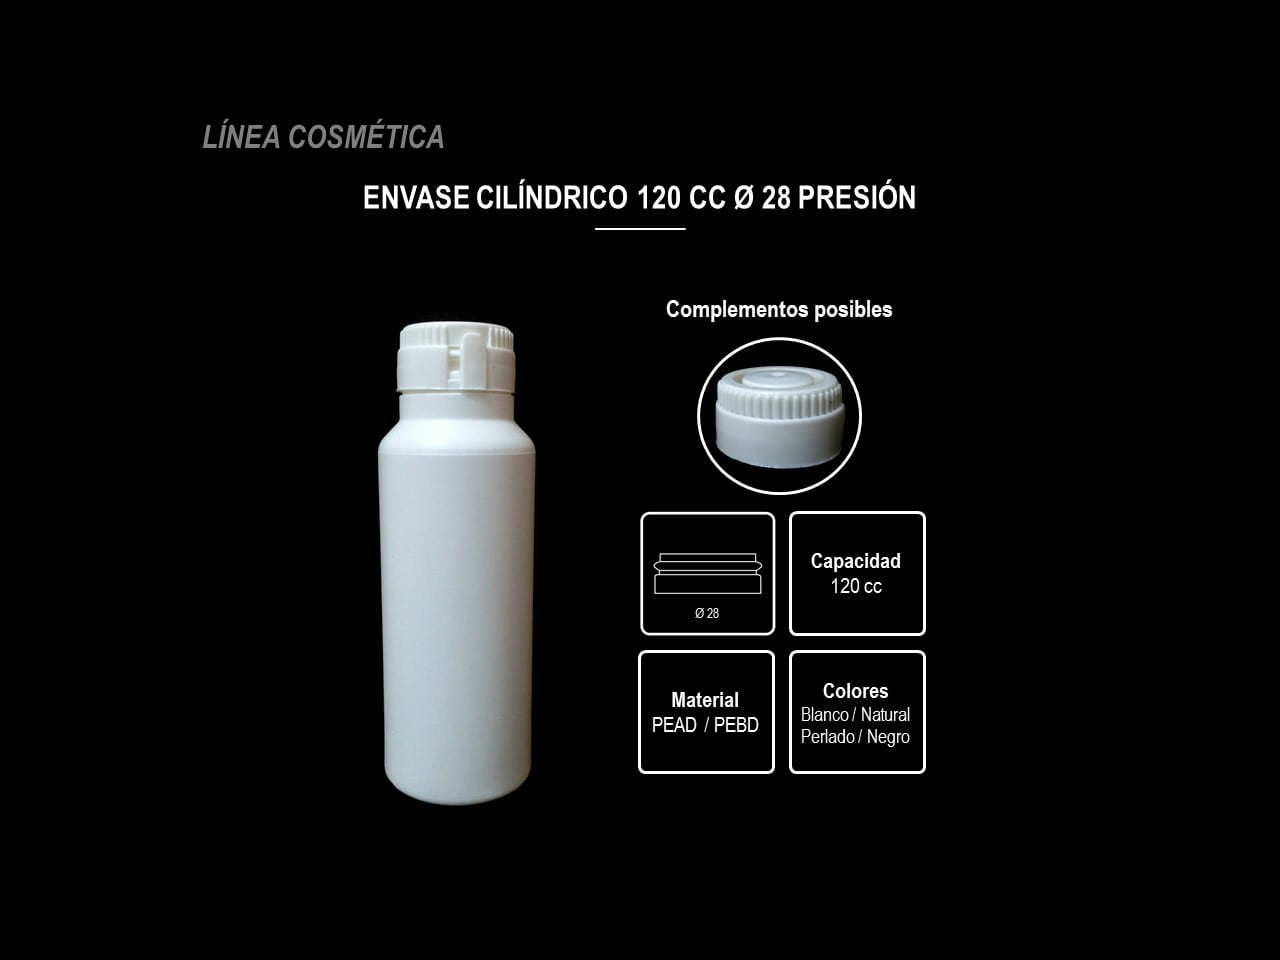 LÍNEA COSMÉTICA
ENVASE CILÍNDRICO 120 CC Ø 28 PRESIÓN
Complementos posibles
Ø 28
Capacidad
120 cc
Material
PEAD / PEBD
Colores
Blanco / Natural
Perlado / Negro